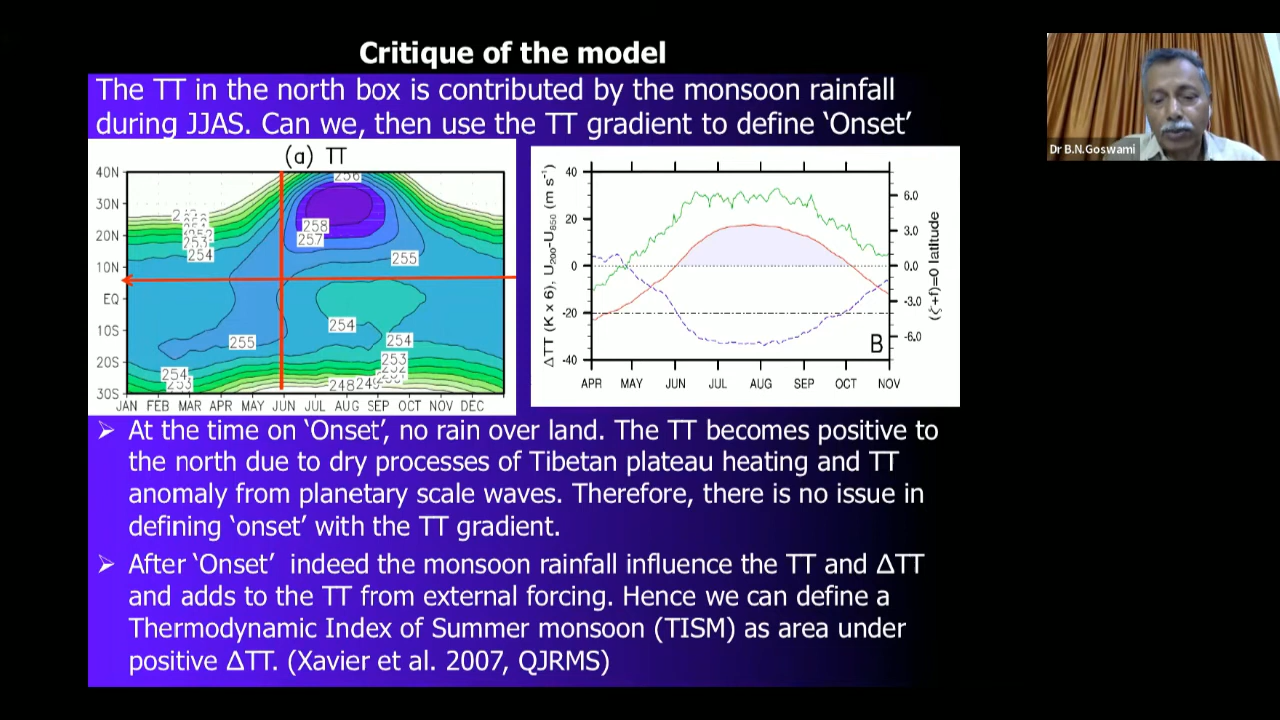 Critique of the model
The TT in the north box is contributed by the monsoon rainfall
during JJAS. Can we, then use the TT gradient to define ‘Onset’
Dr B.N.Goswami
(a) TT
40N
30N
20N
10N
EQ
10S
20S
30S
256
258
257
255
254
253
254
254
255
254
253
254
253
252
248
JAN FEB MAR APR MAY JUN JUL AUG SEP OCT NOV DEC
ΔTT (K x 6), U200-U850 (m s-1)
40
20
0
-20
-40
6.0
3.0
0.0
-3.0
-6.0
(ζ+f)=0 latitude
B
APR MAY JUN JUL AUG SEP OCT NOV
➢ At the time on ‘Onset’, no rain over land. The TT becomes positive to
the north due to dry processes of Tibetan plateau heating and TT
anomaly from planetary scale waves. Therefore, there is no issue in
defining ‘onset’ with the TT gradient.
➢ After ‘Onset’ indeed the monsoon rainfall influence the TT and ΔTT
and adds to the TT from external forcing. Hence we can define a
Thermodynamic Index of Summer monsoon (TISM) as area under
positive ΔTT. (Xavier et al. 2007, QJRMS)